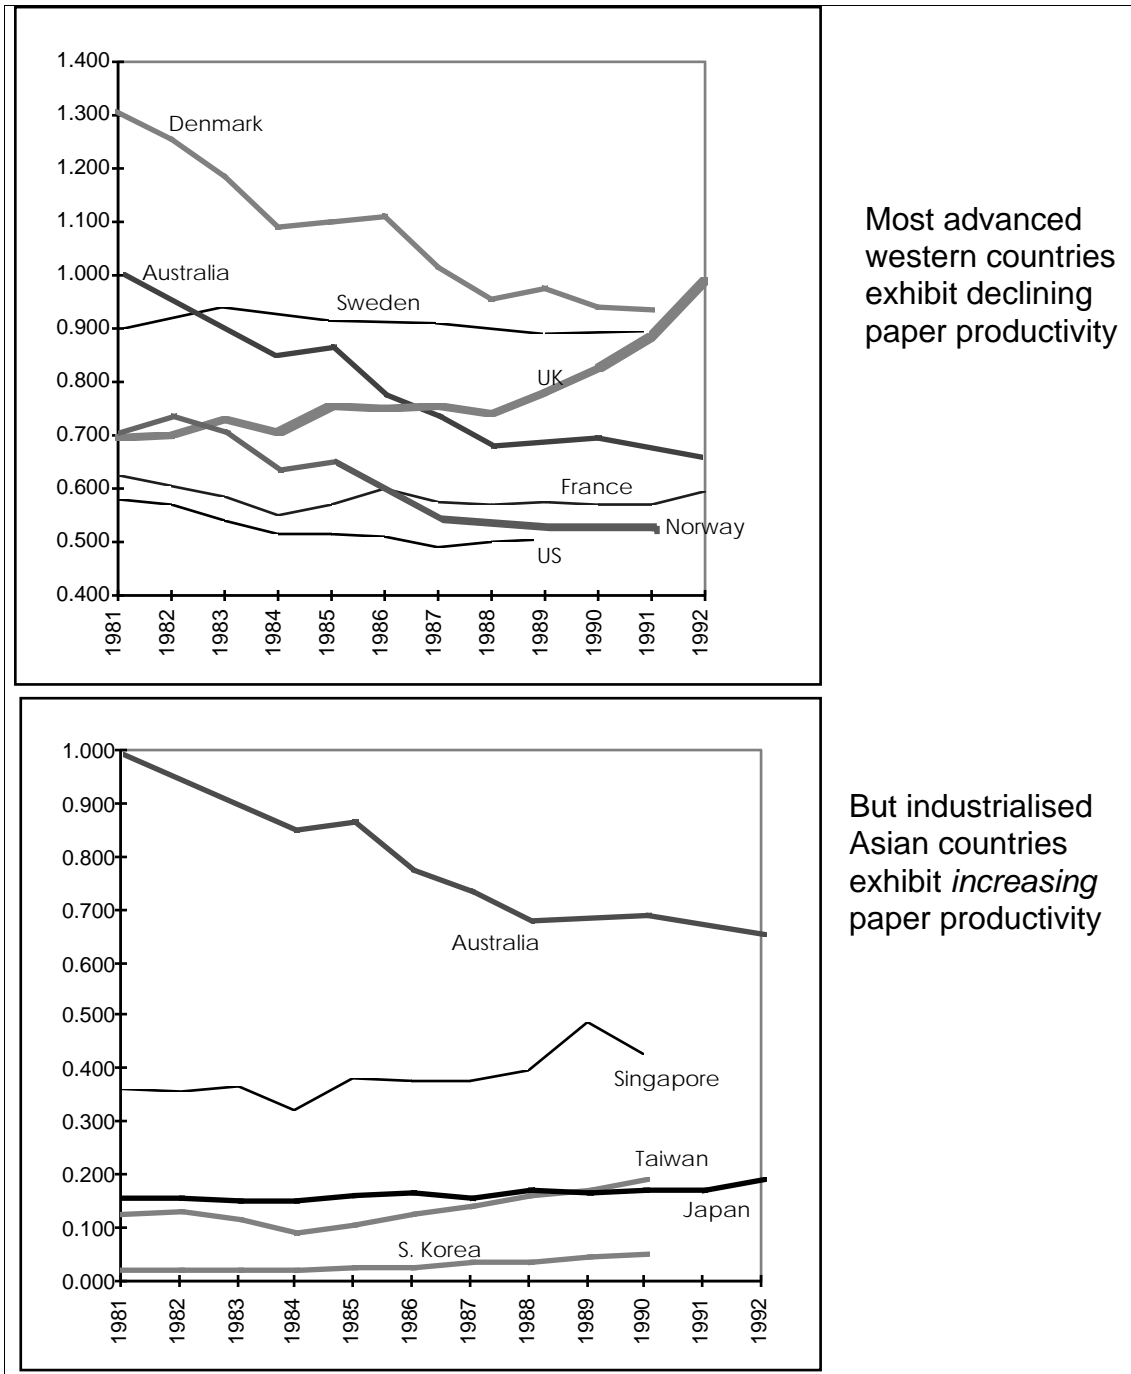 1.400
1.300
Denmark
1.200
1.100
1.000
Australia
Sweden
0.900
0.800
UK
0.700
0.600
France
Norway
0.500
US
0.400
1981
1982
1983
1984
1985
1986
1987
1988
1989
1990
1991
1992
Most advanced
western countries
exhibit declining
paper productivity
1.000
0.900
0.800
0.700
Australia
0.600
0.500
0.400
Singapore
0.300
0.200
Taiwan
0.100
Japan
S. Korea
0.000
1981
1982
1983
1984
1985
1986
1987
1988
1989
1990
1991
1992
But industrialised
Asian countries
exhibit increasing
paper productivity